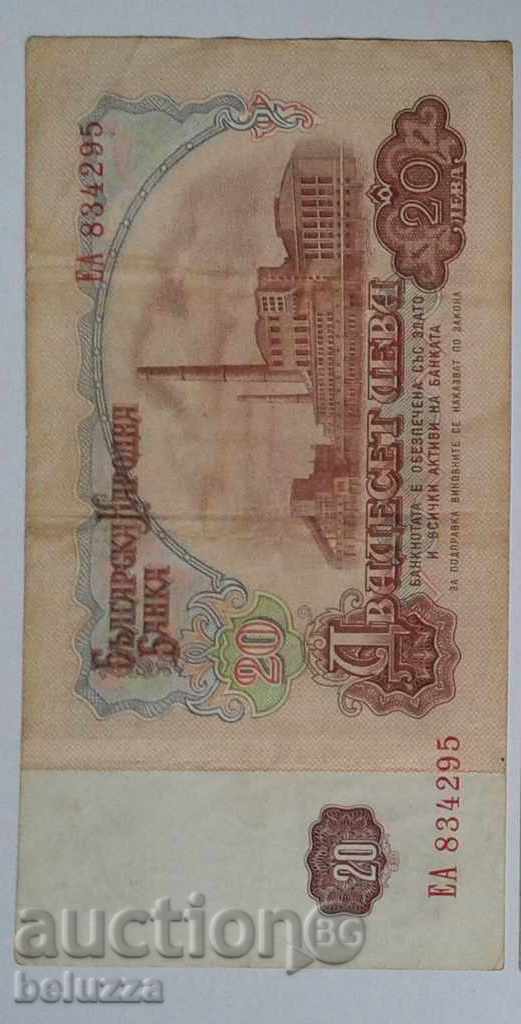 БЪЛГАРСКА НАРОДНА
БАНКА
ЕА 834295
20
ДВАДЕСЕТ ЛЕВА
20
ЛЕВА
БАНКНОТАТА Е ОБЕЗПЕЧЕНА СЪС ЗЛАТО
И ВСИЧКИ АКТИВИ НА БАНКАТА
ЗА ПОДПРАВКА ВИНОВНИТЕ СЕ НАКАЗВАТ ПО ЗАКОНА
20
ЕА 834295
auction BG
beluzza